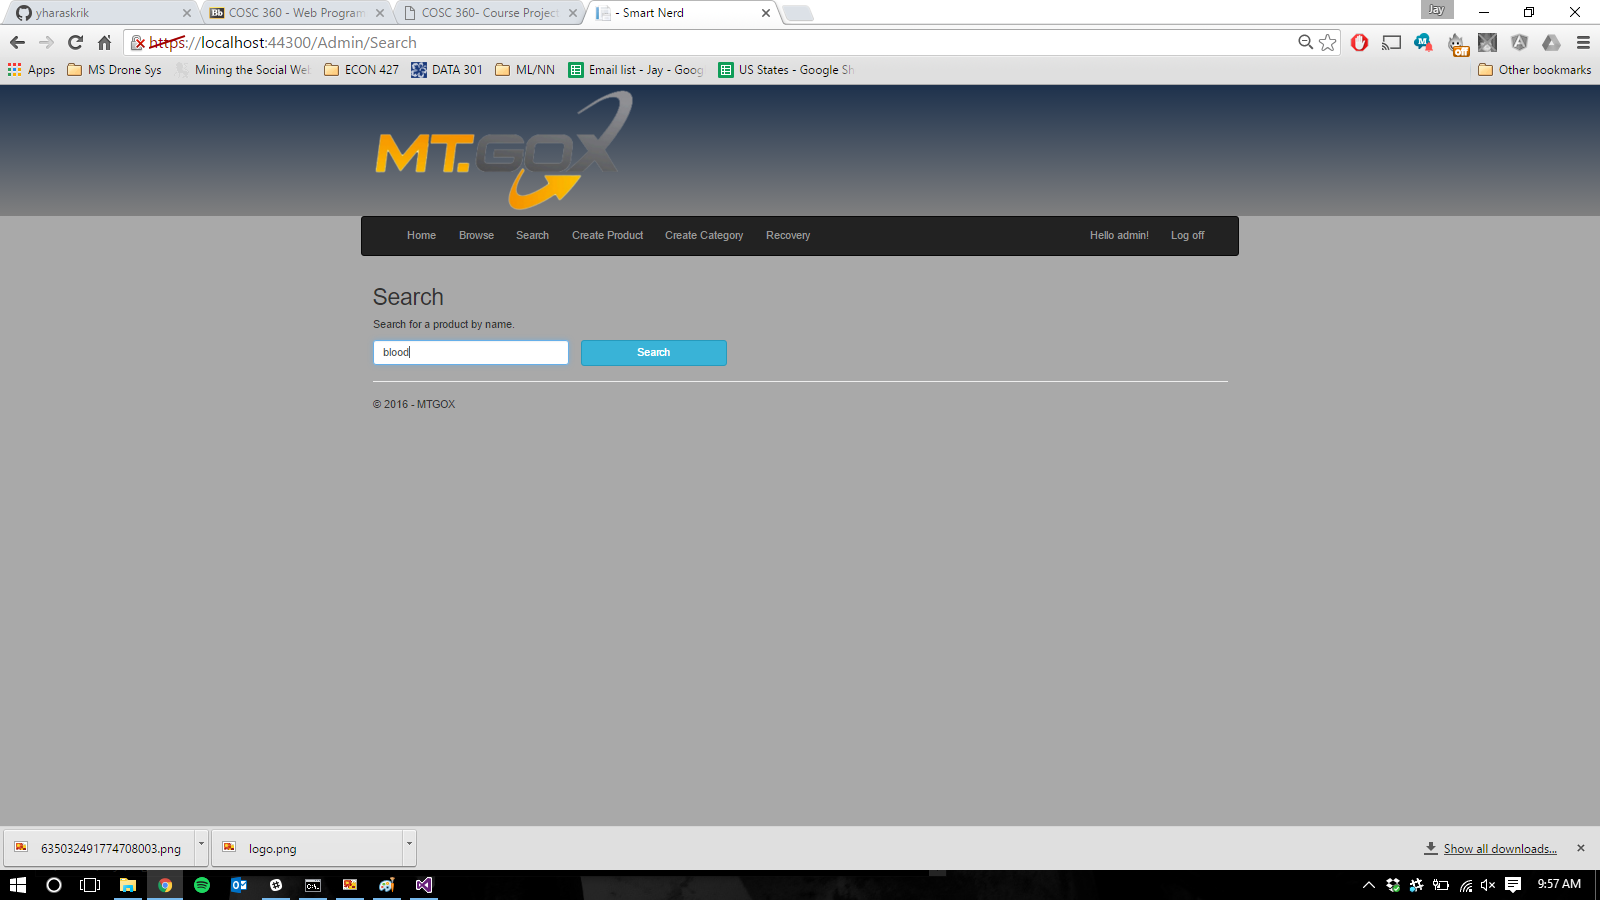 yharaskrik
COSC 360 - Web Program
COSC 360- Course Project
- Smart Nerd
Jay
https://localhost:44300/Admin/Search
Apps
MS Drone Sys
Mining the Social Web
ECON 427
DATA 301
ML/NN
Email list - Jay - Goog
US States - Google Sh
Other bookmarks
MT.GOX
Home
Browse
Search
Create Product
Create Category
Recovery
Hello admin!
Log off
Search
Search for a product by name.
blood
Search
© 2016 - MTGOX
635032491774708003.png
logo.png
Show all downloads...
9:57 AM